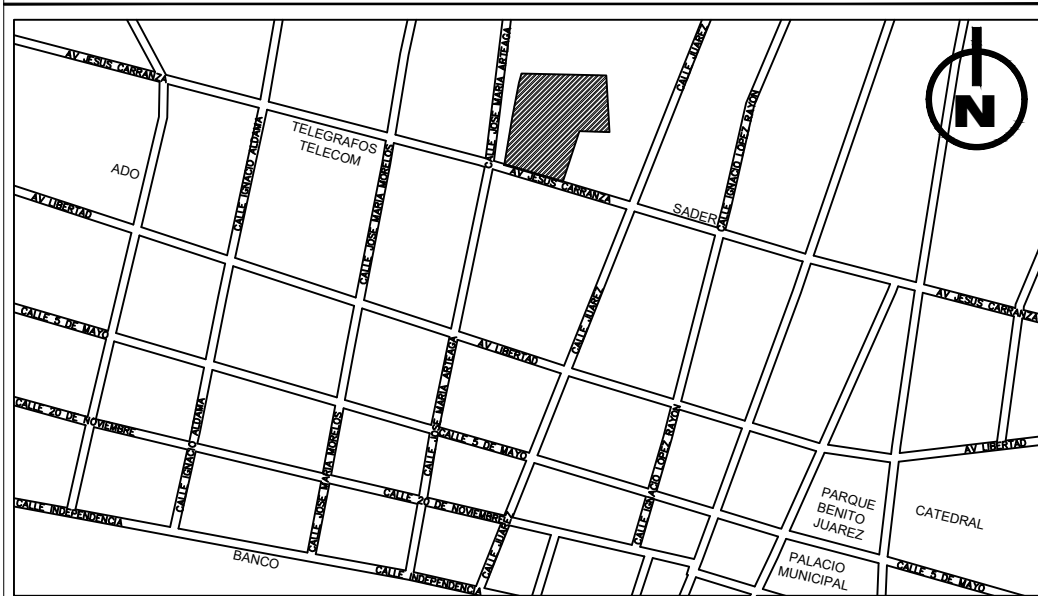 AV JESUS CARRANZA
CALLE JOSE MARIA ARTEAGA
CALLE JUAREZ
N
CALLE IGNACIO LOPEZ RAYON
CALLE IGNACIO ALDAMA
TELEGRAFOS
TELECOM
CALLE JOSE MARIA MORELOS
ADO
AV JESUS CARRANZA
SADER
AV LIBERTAD
CALLE JUAREZ
AV JESUS CARRANZA
CALLE 5 DE MAYO
CALLE JOSE MARIA ARTEAGA
AV LIBERTAD
CALLE IGNACIO ALDAMA
CALLE JOSE MARIA MORELOS
CALLE IGNACIO LOPEZ RAYON
CALLE 20 DE NOVIEMBRE
CALLE 5 DE MAYO
AV LIBERTAD
CALLE 20 DE NOVIEMBRE
PARQUE
BENITO
JUAREZ
CATEDRAL
CALLE INDEPENDENCIA
CALLE JUAREZ
BANCO
CALLE INDEPENDENCIA
PALACIO
MUNICIPAL
CALLE 5 DE MAYO